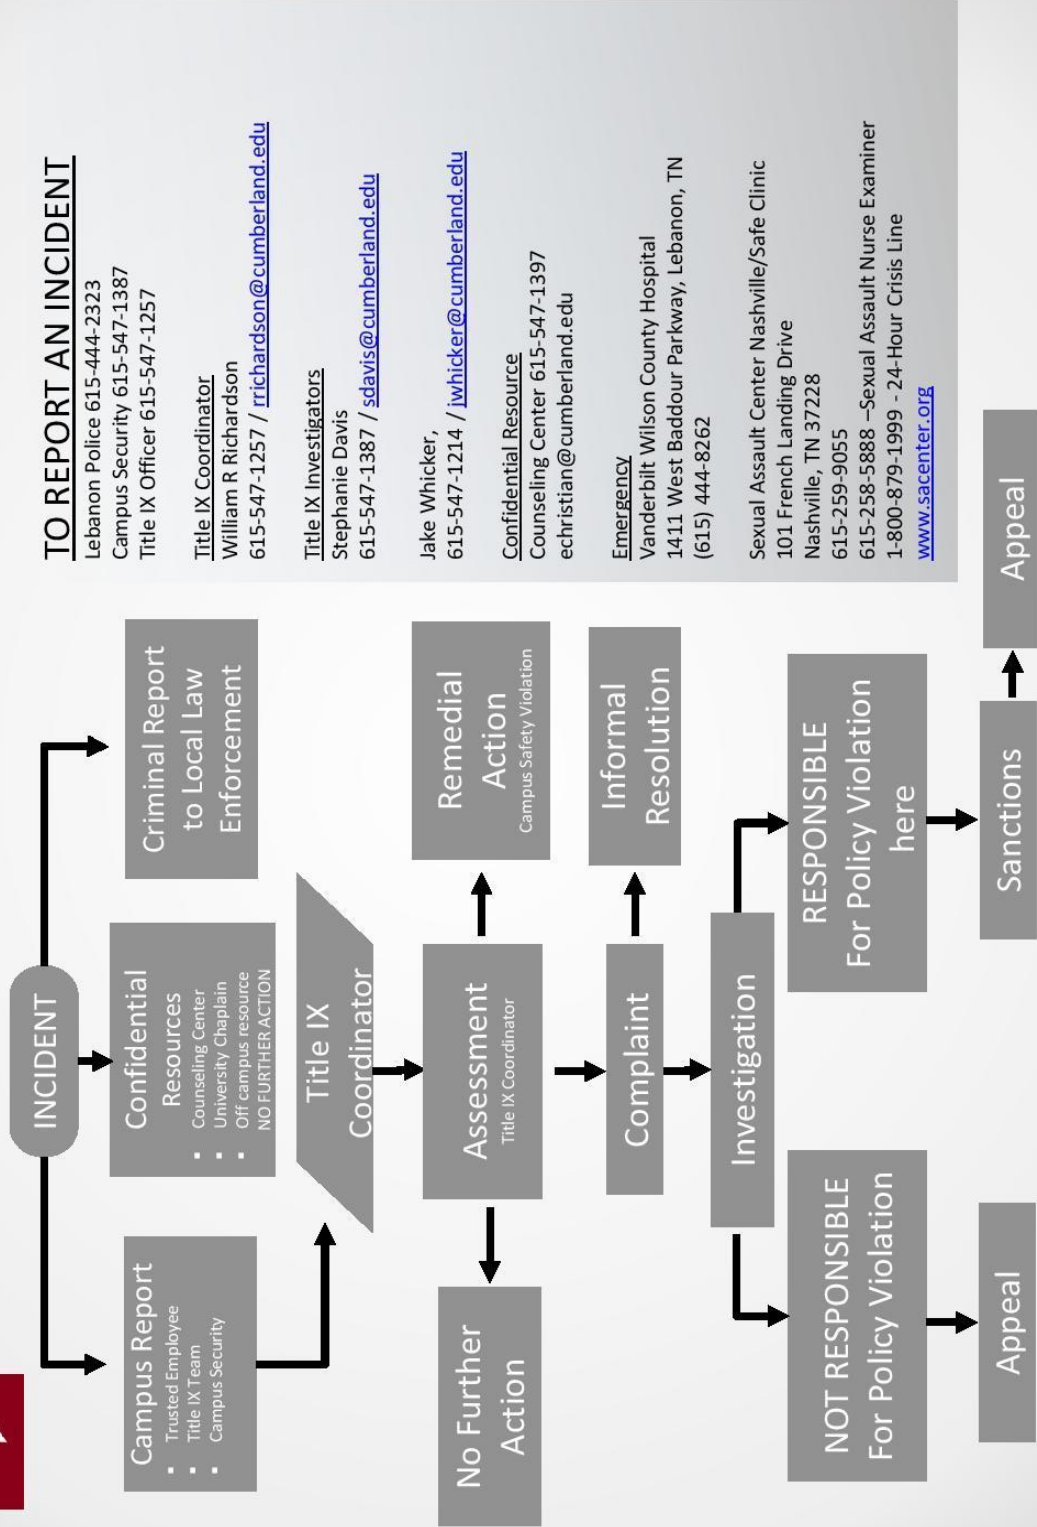 INCIDENT
Campus Report
▪ Trusted Employee
▪ Title IX Team
▪ Campus Security
Confidential
Resources
▪ Counseling Center
▪ University Chaplain
▪ Off campus resource
NO FURTHER ACTION
Criminal Report
to Local Law
Enforcement
Title IX
Coordinator
No Further
Action
Assessment
Title IX Coordinator
Remedial
Action
Campus Safety Violation
Complaint
Informal
Resolution
Investigation
NOT RESPONSIBLE
For Policy Violation
RESPONSIBLE
For Policy Violation
here
Appeal
Sanctions
Appeal
TO REPORT AN INCIDENT
Lebanon Police 615-444-2323
Campus Security 615-547-1387
Title IX Officer 615-547-1257
Title IX Coordinator
William R Richardson
615-547-1257 / rrichardson@cumberland.edu
Title IX Investigators
Stephanie Davis
615-547-1387 / sdavis@cumberland.edu
Jake Whicker,
615-547-1214 / jwhicker@cumberland.edu
Confidential Resource
Counseling Center 615-547-1397
echristian@cumberland.edu
Emergency
Vanderbilt Wilson County Hospital
1411 West Baddour Parkway, Lebanon, TN
(615) 444-8262
Sexual Assault Center Nashville/Safe Clinic
101 French Landing Drive
Nashville, TN 37228
615-259-9055
615-258-5888 –Sexual Assault Nurse Examiner
1-800-879-1999 - 24-Hour Crisis Line
www.sacenter.org